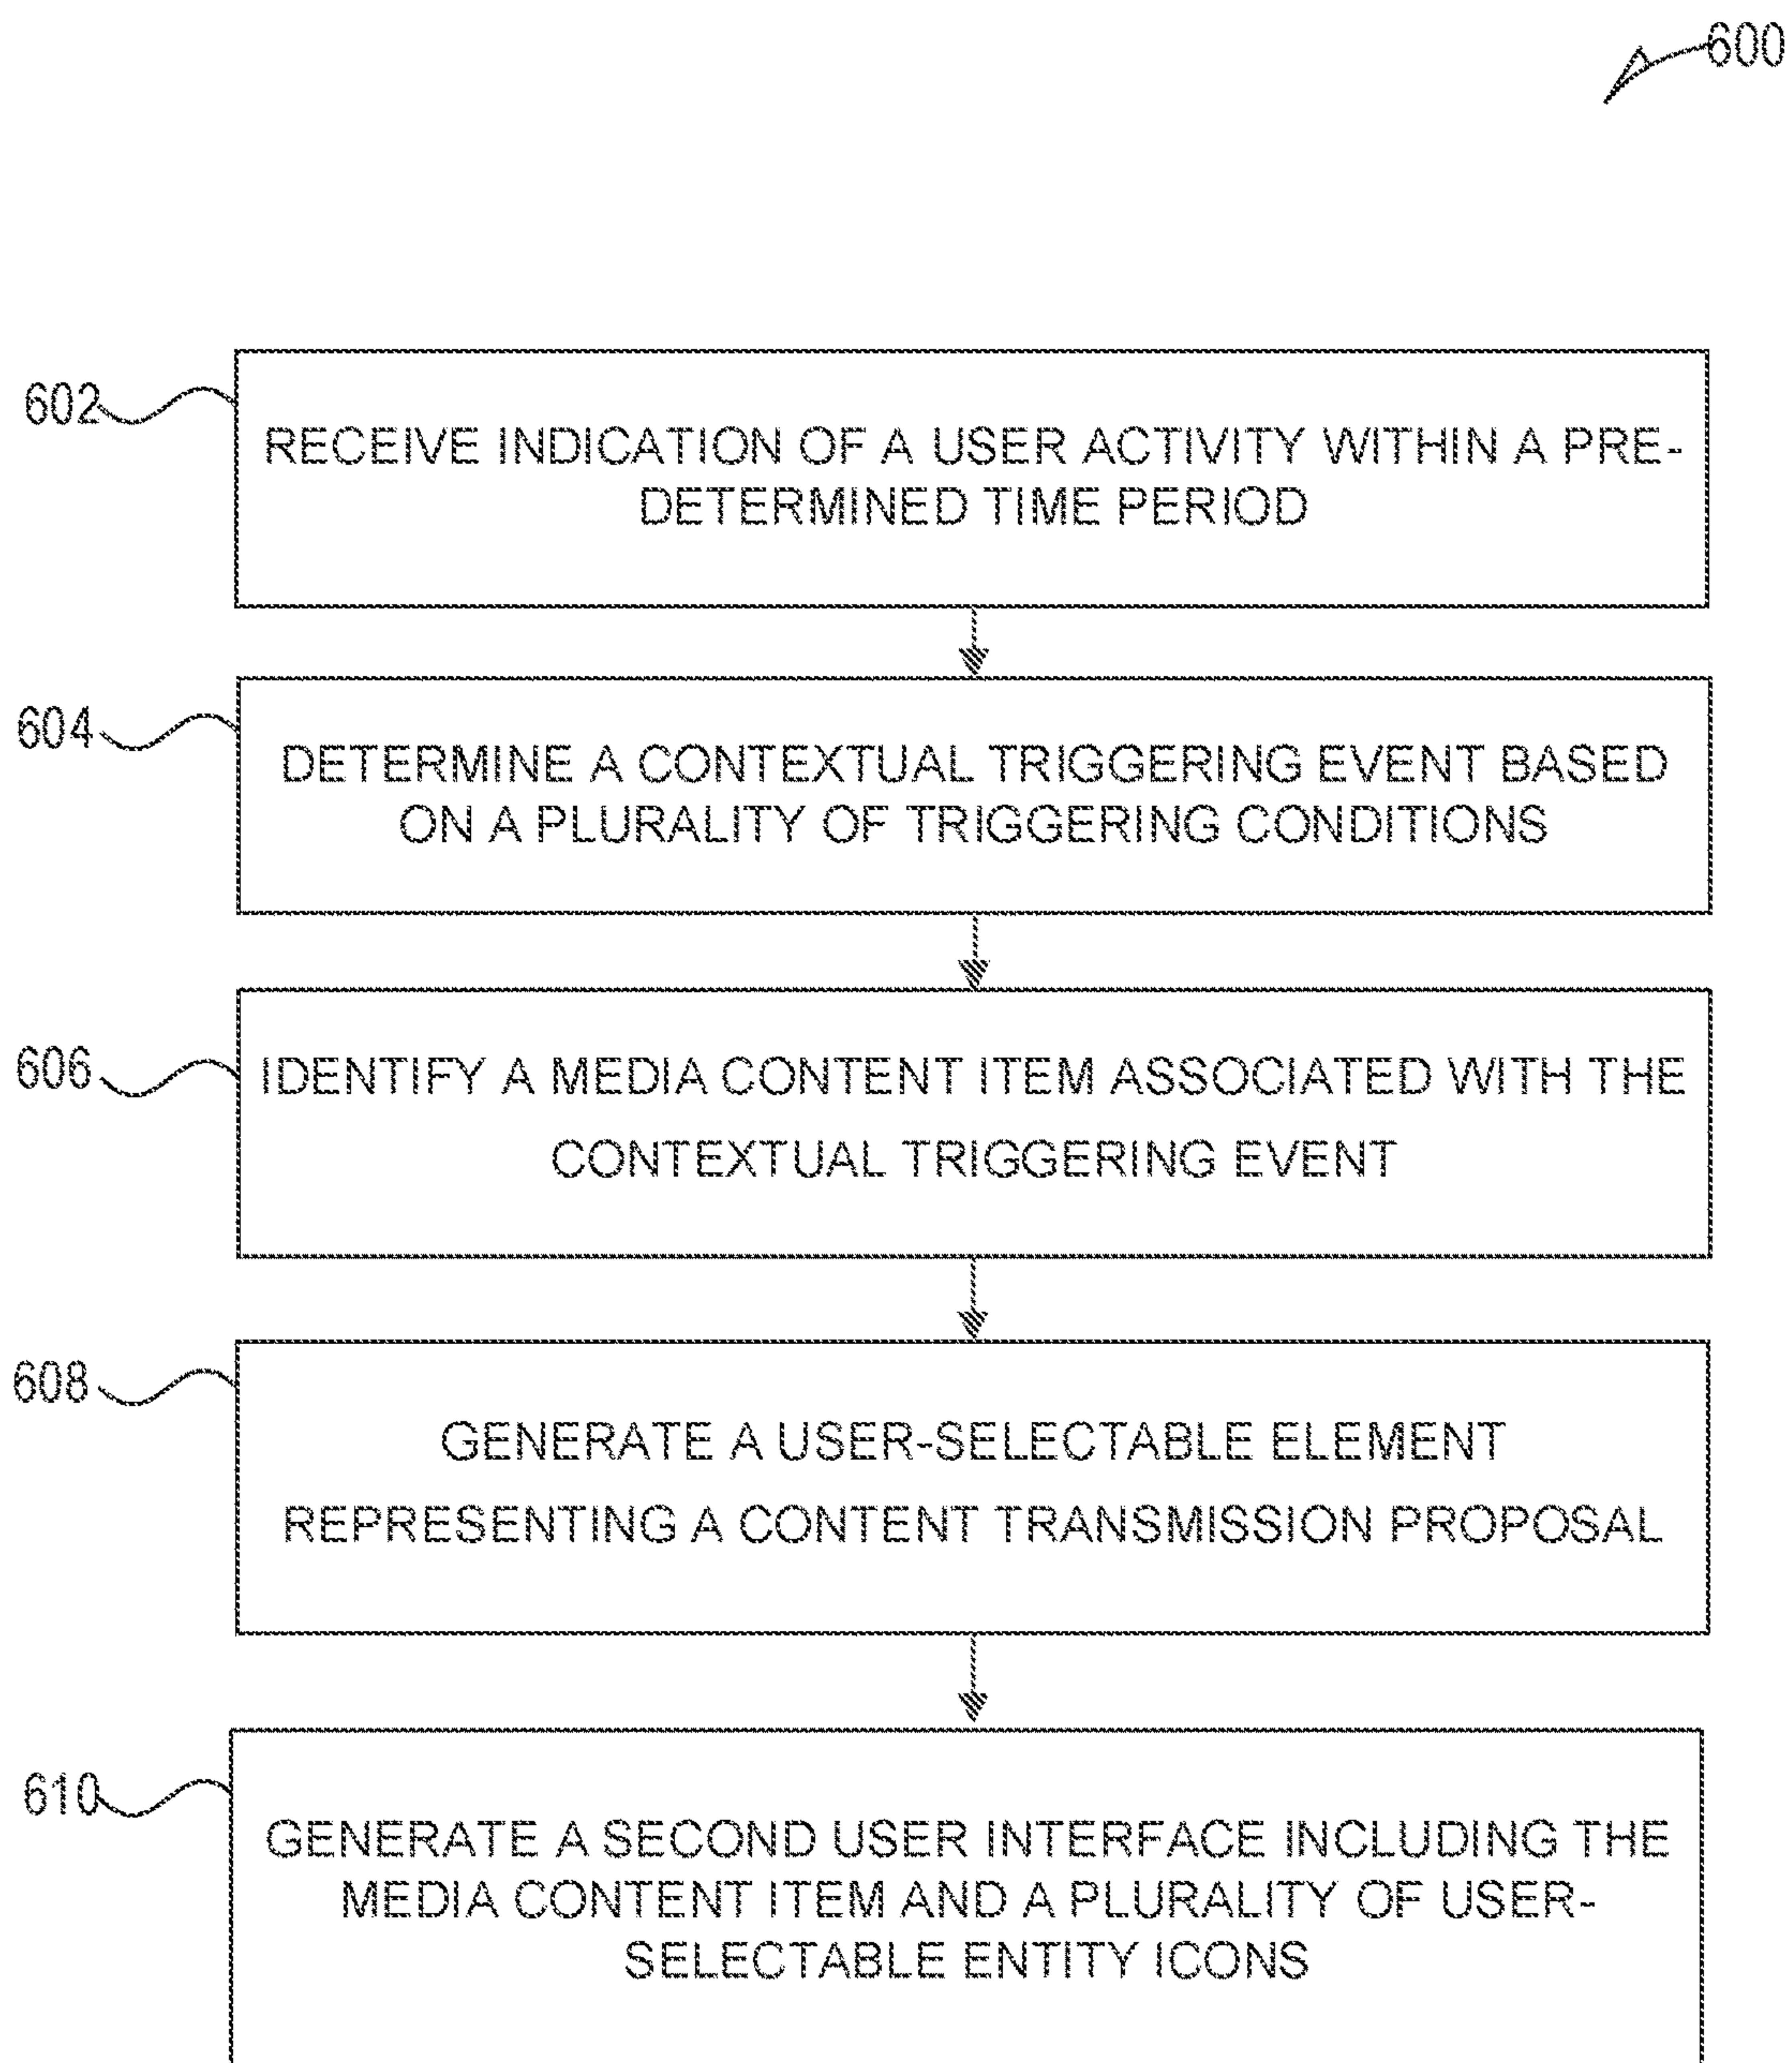 600
602
RECEIVE INDICATION OF A USER ACTIVITY WITHIN A PRE-
DETERMINED TIME PERIOD
604
DETERMINE A CONTEXTUAL TRIGGERING EVENT BASED
ON A PLURALITY OF TRIGGERING CONDITIONS
606
IDENTIFY A MEDIA CONTENT ITEM ASSOCIATED WITH THE
CONTEXTUAL TRIGGERING EVENT
608
GENERATE A USER-SELECTABLE ELEMENT
REPRESENTING A CONTENT TRANSMISSION PROPOSAL
610
GENERATE A SECOND USER INTERFACE INCLUDING THE
MEDIA CONTENT ITEM AND A PLURALITY OF USER-
SELECTABLE ENTITY ICONS